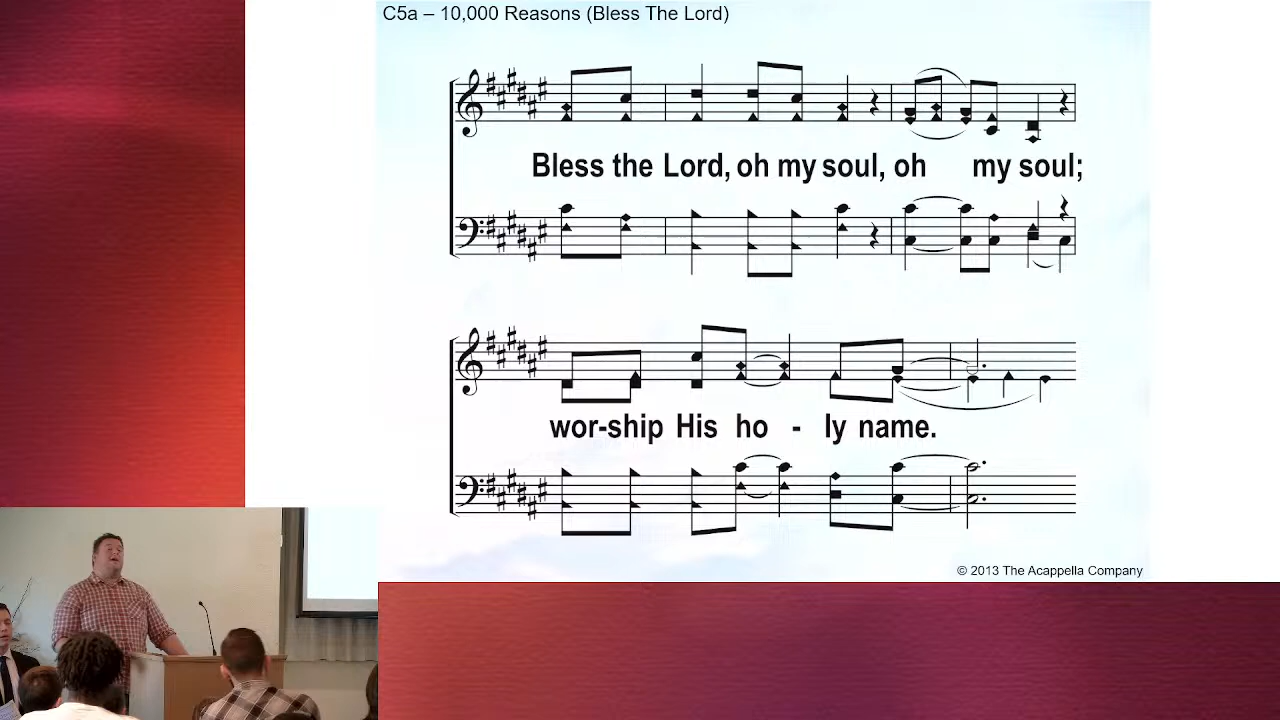 C5a – 10,000 Reasons (Bless The Lord)
Bless the Lord, oh my soul, oh my soul;
wor-ship His ho - ly name.
© 2013 The Acappella Company